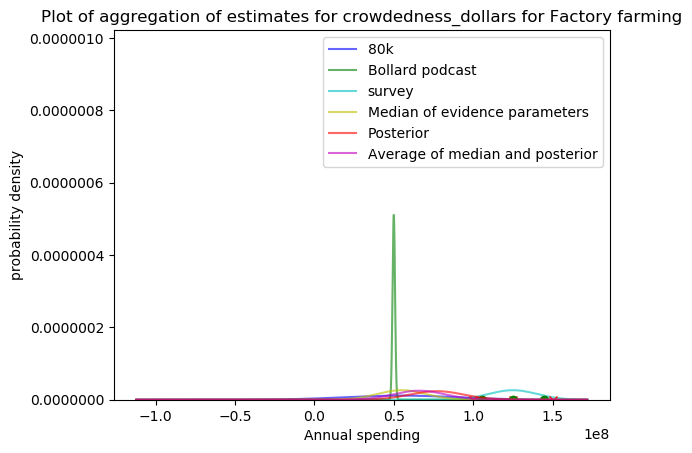 Plot of aggregation of estimates for crowdedness_dollars for Factory farming
0.0000010
0.0000008
0.0000006
0.0000004
0.0000002
0.0000000
probability density
80k
Bollard podcast
survey
Median of evidence parameters
Posterior
Average of median and posterior
−1.0 −0.5 0.0 0.5 1.0 1.5
1e8
Annual spending